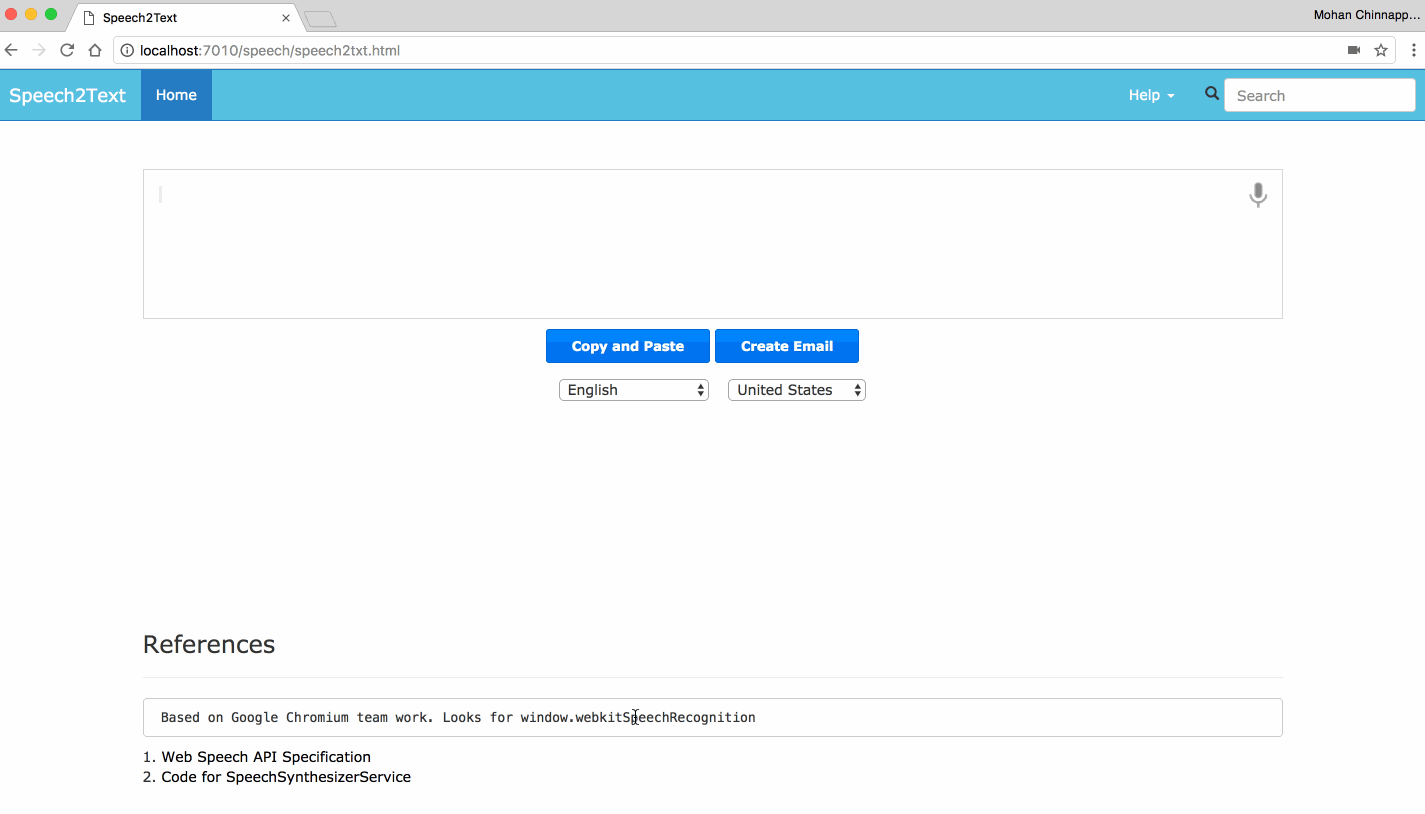 Speech2Text
Mohan Chinnapp...
localhost:7010/speech/speech2txt.html
Speech2Text Home Help Search
Copy and Paste Create Email
English United States
References
Based on Google Chromium team work. Looks for window.webkitSpeechRecognition
1. Web Speech API Specification
2. Code for SpeechSynthesizerService